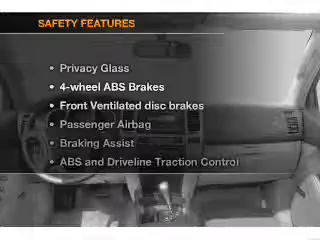 SAFETY FEATURES
• Privacy Glass
• 4-wheel ABS Brakes
• Front Ventilated disc brakes
• Passenger Airbag
• Braking Assist
• ABS and Driveline Traction Control